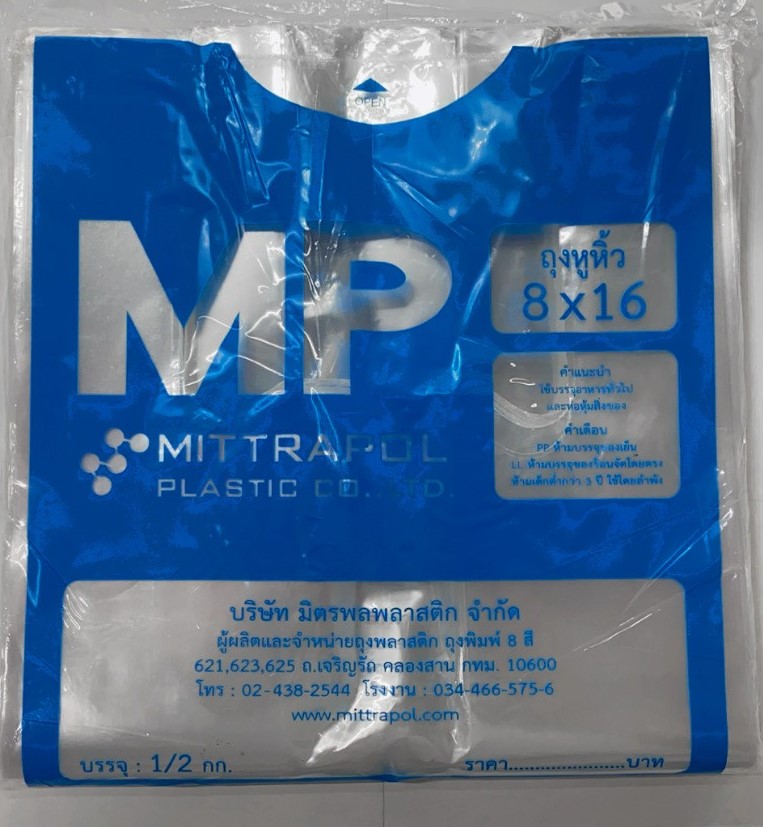 OPEN
MP
ถุงหูหิ้ว
8 x 16
คำแนะนำ
ใช้บรรจุอาหารทั่วไป
และห่อหุ้มสิ่งของ
คำเตือน
PP ห้ามบรรจุของเย็น
LL ห้ามบรรจุของร้อนจัดโดยตรง
ห้ามเด็กต่ำกว่า 3 ปี ใช้โดยลำพัง
MITTRAPOL
PLASTIC CO., LTD.
บริษัท มิตรพลพลาสติก จำกัด
ผู้ผลิตและจำหน่ายถุงพลาสติก ถุงพิมพ์ 8 สี
621,623,625 ถ.เจริญรัถ คลองสาน กทม. 10600
โทร : 02-438-2544 โรงงาน : 034-466-575-6
www.mittrapol.com
บรรจุ : 1/2 กก.
ราคา......................บาท